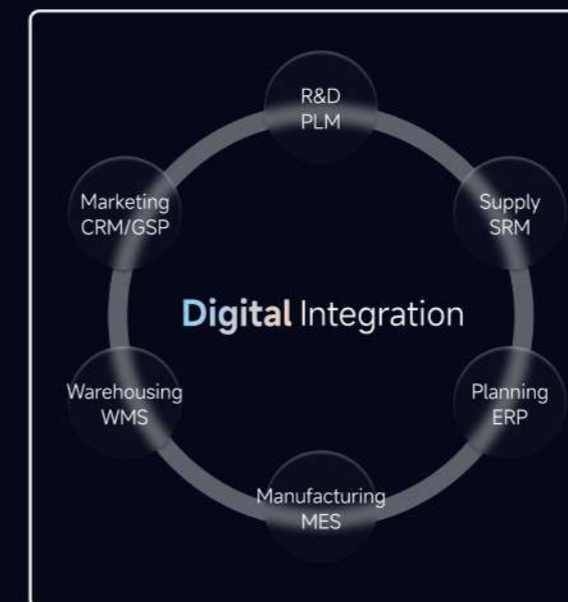 R&D
PLM
Marketing
CRM/GSP
Supply
SRM
Digital Integration
Warehousing
WMS
Planning
ERP
Manufacturing
MES